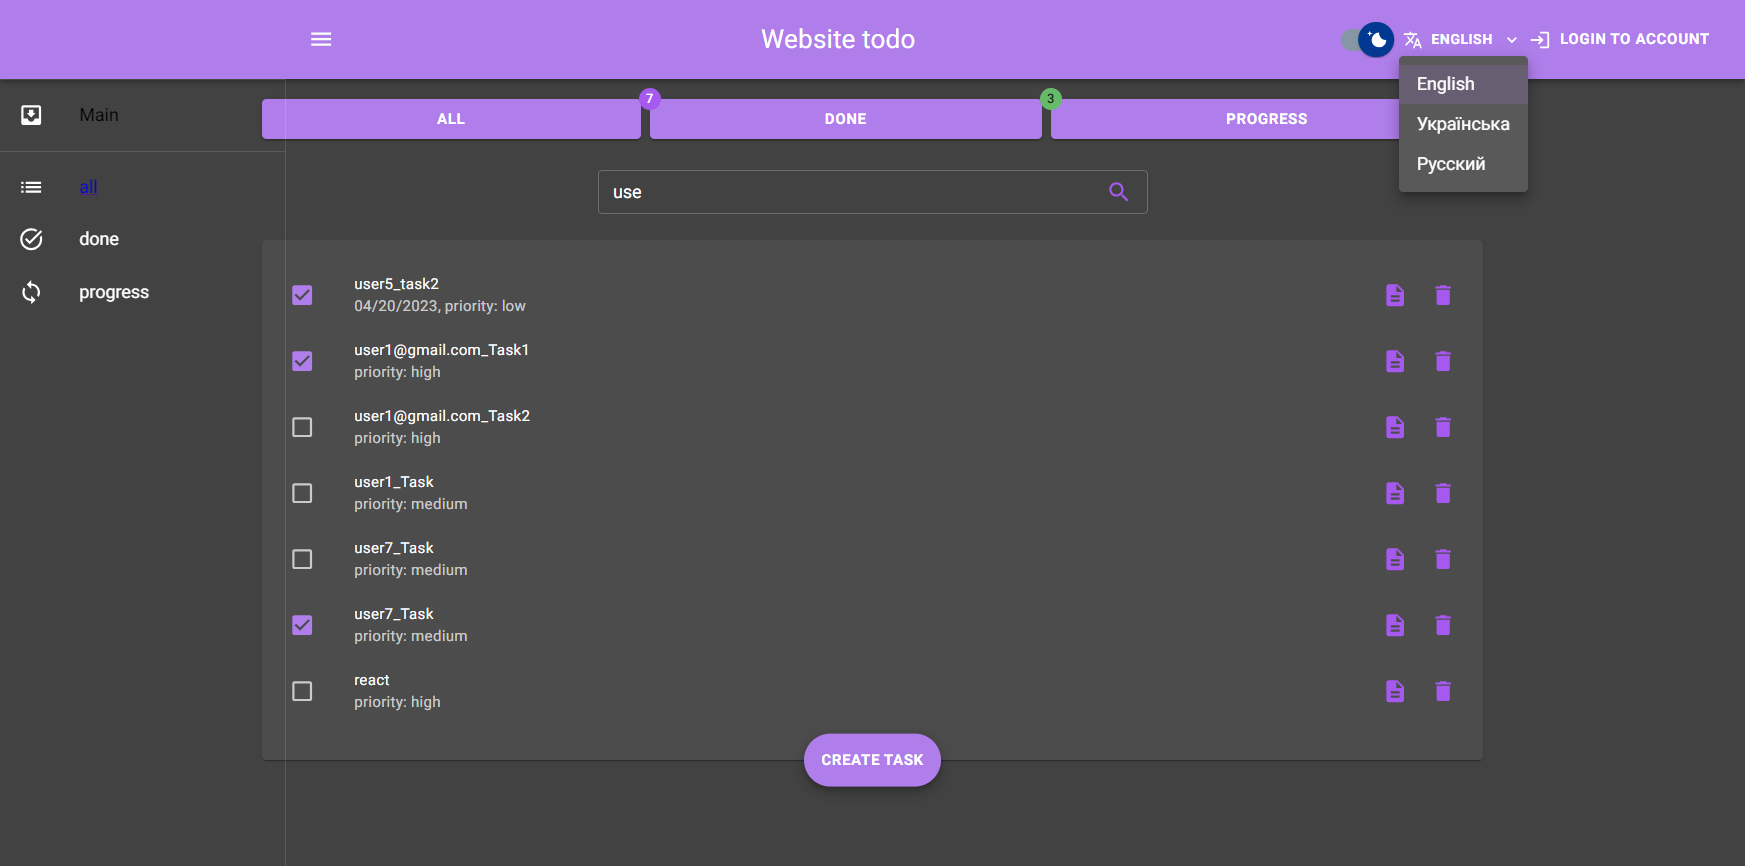 Website todo
ENGLISH
LOGIN TO ACCOUNT
English
Українська
Русский
Main
all
done
progress
ALL
7
DONE
3
PROGRESS
use
user5_task2
04/20/2023, priority: low
user1@gmail.com_Task1
priority: high
user1@gmail.com_Task2
priority: high
user1_Task
priority: medium
user7_Task
priority: medium
user7_Task
priority: medium
react
priority: high
CREATE TASK